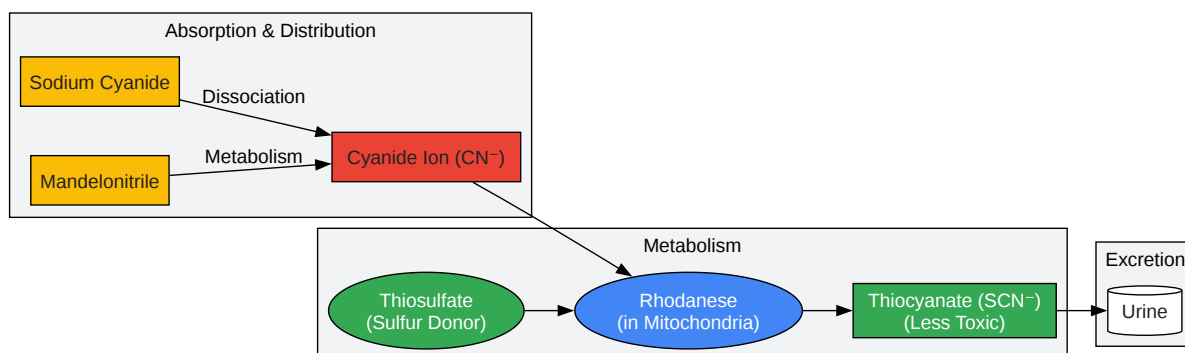 Absorption & Distribution
Sodium Cyanide
Dissociation
Metabolism
Cyanide Ion (CN⁻)
Mandelonitrile
Metabolism
Thiosulfate
(Sulfur Donor)
Rhodanese
(in Mitochondria)
Thiocyanate (SCN⁻)
(Less Toxic)
Excretion
Urine